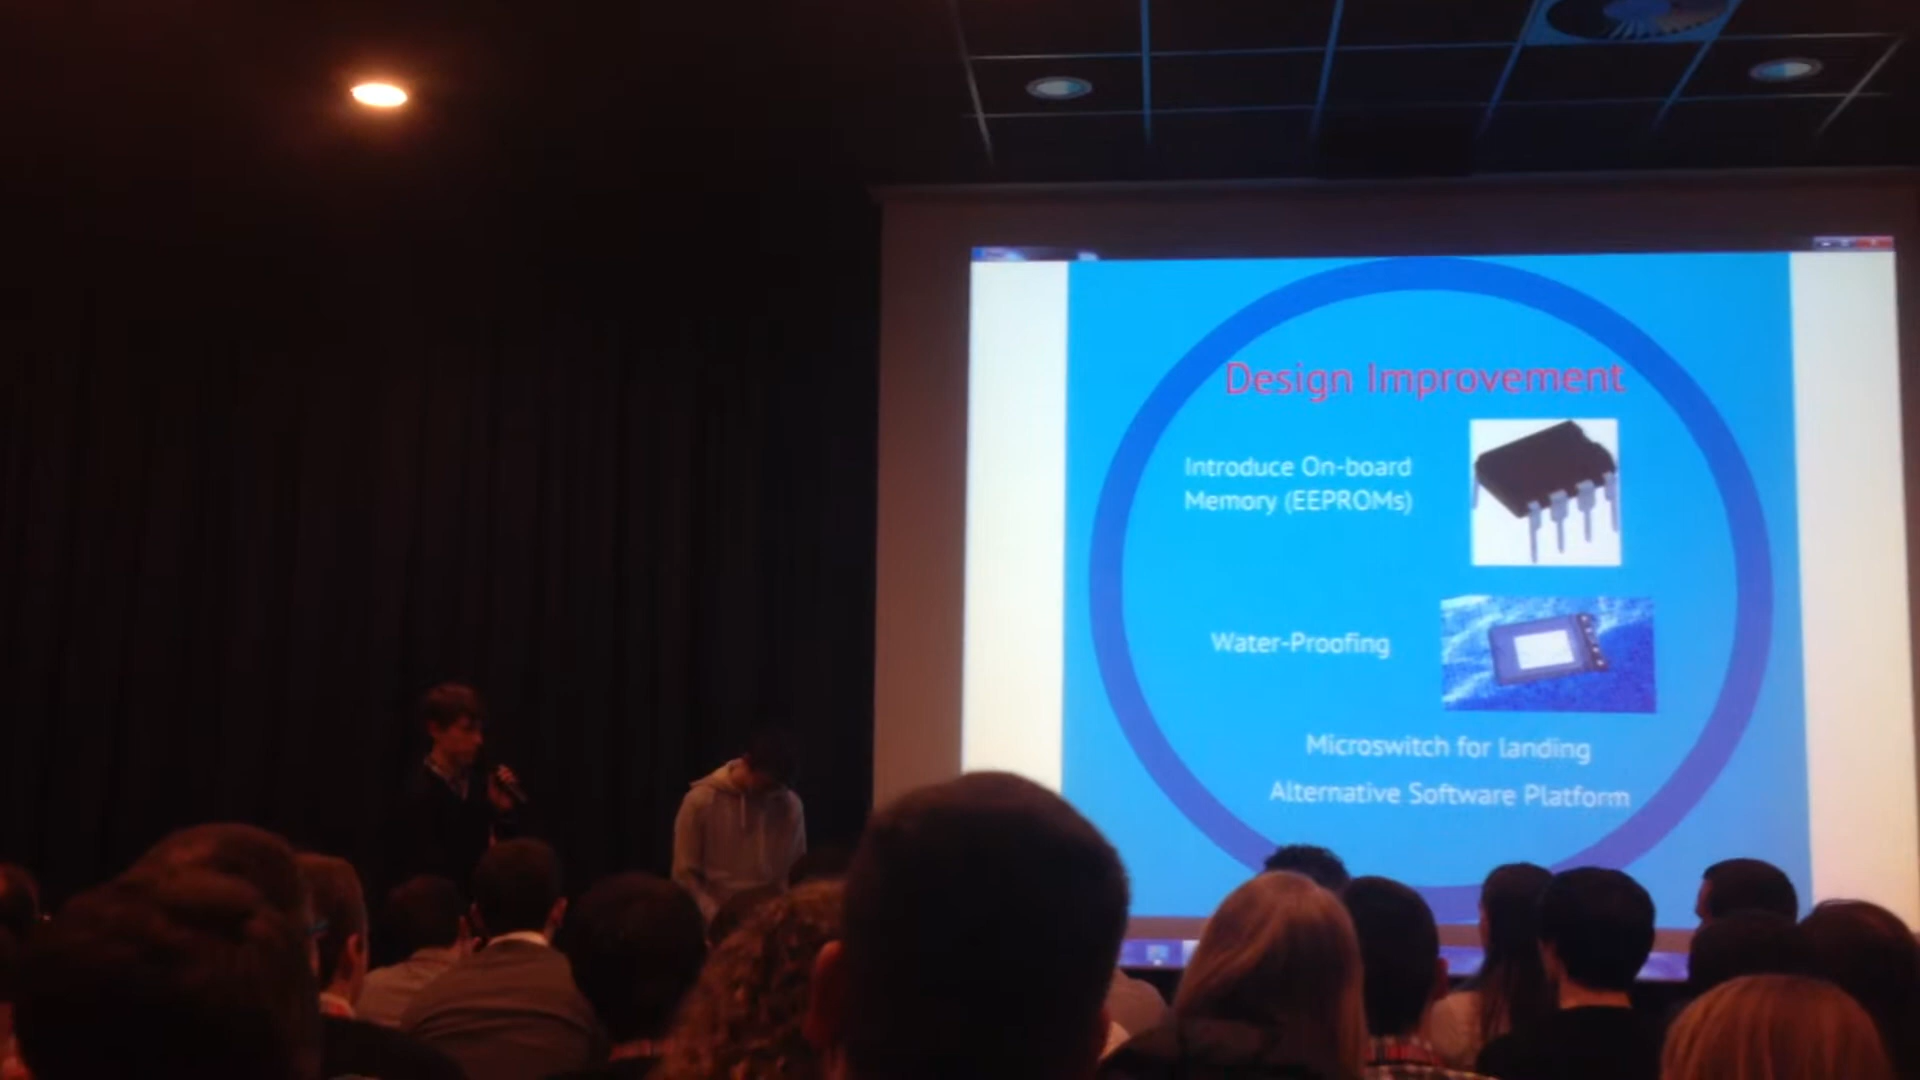 Design Improvement
Introduce On-board
Memory (EEPROMs)
Water-Proofing
Microswitch for landing
Alternative Software Platform